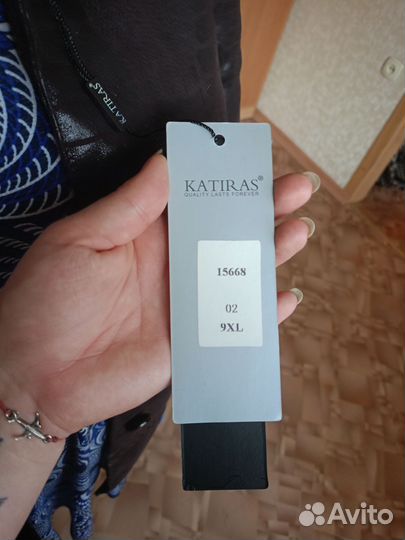 KATIRAS
KATIRAS®
QUALITY LASTS FOREVER
15668
02
9XL
Avito